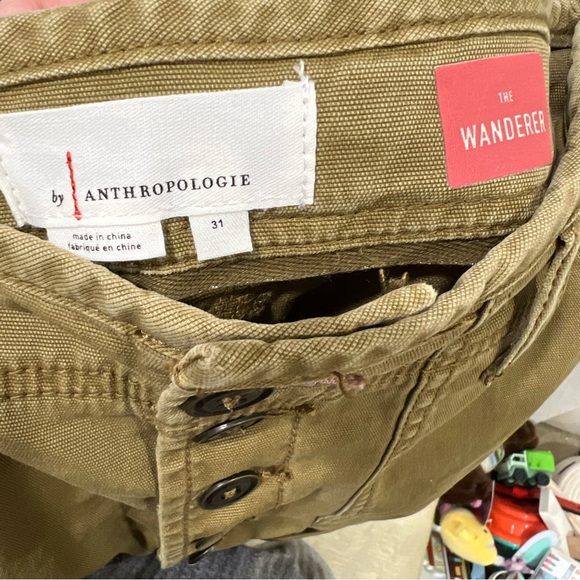 by ANTHROPOLOGIE
THE
WANDERER
made in china
fabriqué en chine
31